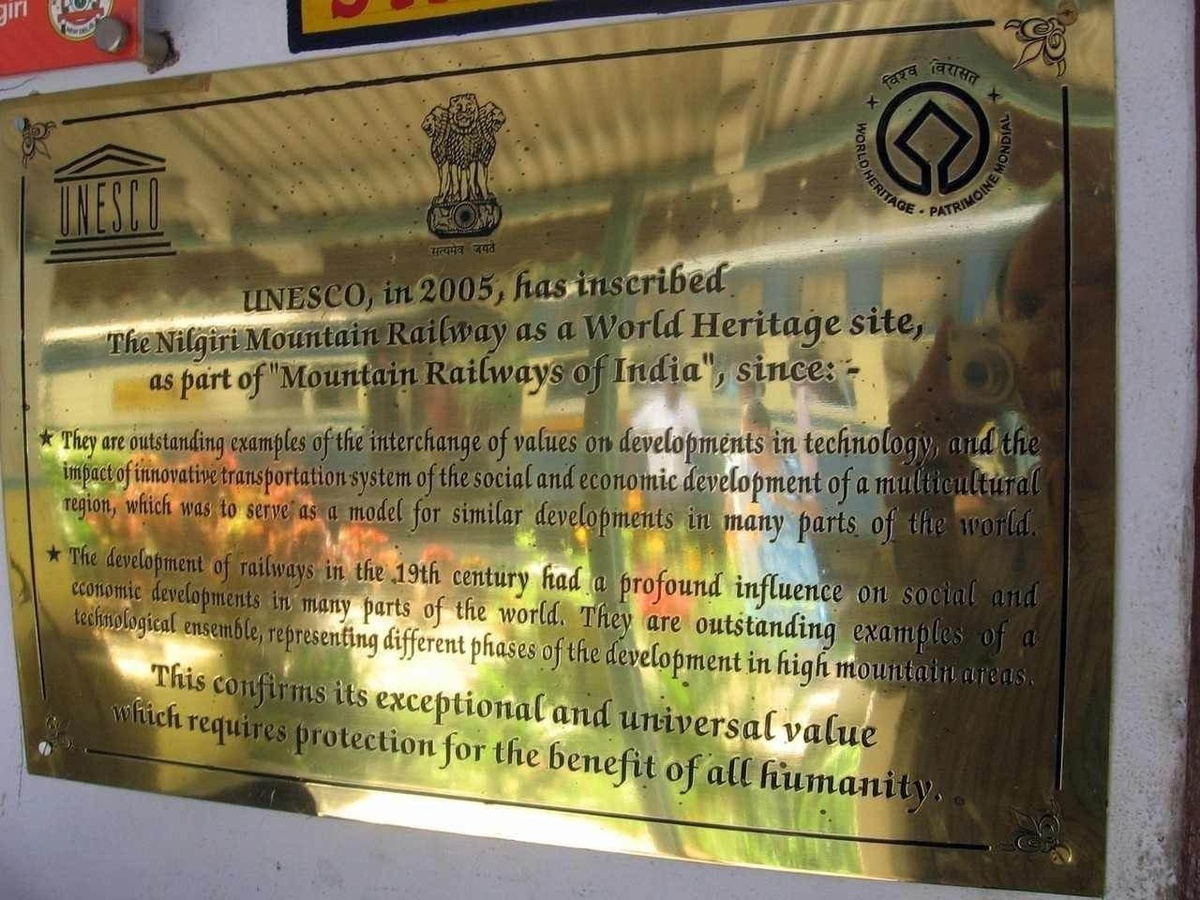 giri
NEW DELHI
UNESCO
सत्यमेव जयते
विश्व विरासत
WORLD HERITAGE - PATRIMOINE MONDIAL
UNESCO, in 2005, has inscribed
The Nilgiri Mountain Railway as a World Heritage site,
as part of "Mountain Railways of India", since: -
★ They are outstanding examples of the interchange of values on developments in technology, and the
impact of innovative transportation system of the social and economic development of a multicultural
region, which was to serve as a model for similar developments in many parts of the world.
★ The development of railways in the 19th century had a profound influence on social and
economic developments in many parts of the world. They are outstanding examples of a
technological ensemble, representing different phases of the development in high mountain areas.
This confirms its exceptional and universal value
which requires protection for the benefit of all humanity.